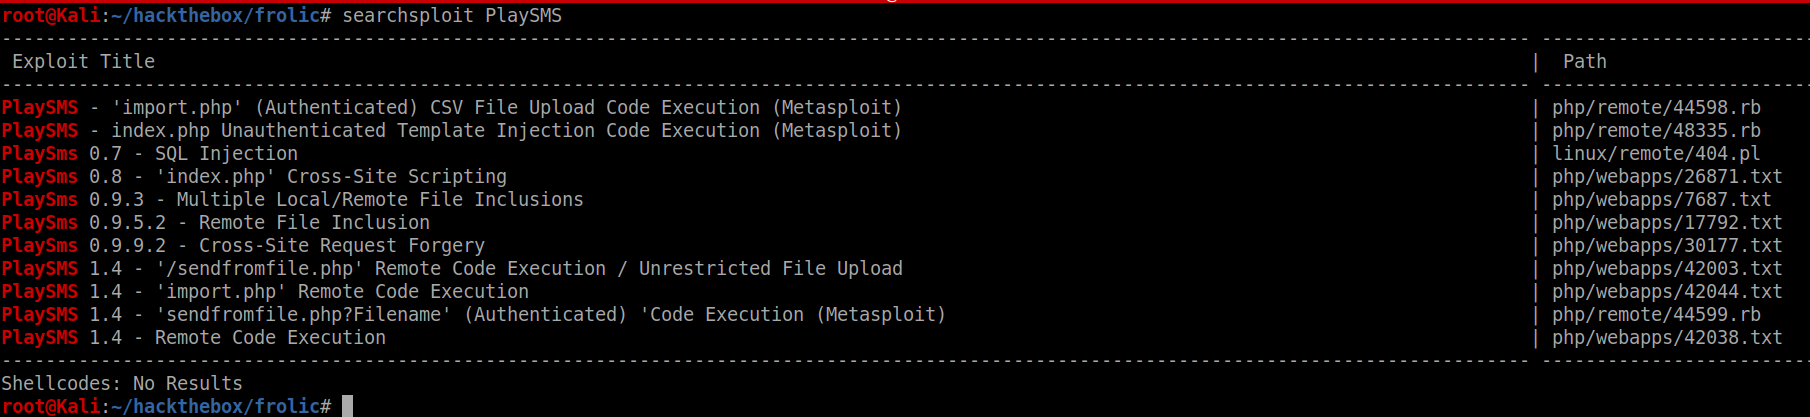 root@Kali:~/hackthebox/frolic# searchsploit PlaySMS
Exploit Title | Path
PlaySMS - 'import.php' (Authenticated) CSV File Upload Code Execution (Metasploit) | php/remote/44598.rb
PlaySMS - index.php Unauthenticated Template Injection Code Execution (Metasploit) | php/remote/48335.rb
PlaySms 0.7 - SQL Injection | linux/remote/404.pl
PlaySms 0.8 - 'index.php' Cross-Site Scripting | php/webapps/26871.txt
PlaySms 0.9.3 - Multiple Local/Remote File Inclusions | php/webapps/7687.txt
PlaySms 0.9.5.2 - Remote File Inclusion | php/webapps/17792.txt
PlaySms 0.9.9.2 - Cross-Site Request Forgery | php/webapps/30177.txt
PlaySMS 1.4 - '/sendfromfile.php' Remote Code Execution / Unrestricted File Upload | php/webapps/42003.txt
PlaySMS 1.4 - 'import.php' Remote Code Execution | php/webapps/42044.txt
PlaySMS 1.4 - 'sendfromfile.php?Filename' (Authenticated) 'Code Execution (Metasploit) | php/remote/44599.rb
PlaySMS 1.4 - Remote Code Execution | php/webapps/42038.txt
Shellcodes: No Results
root@Kali:~/hackthebox/frolic#